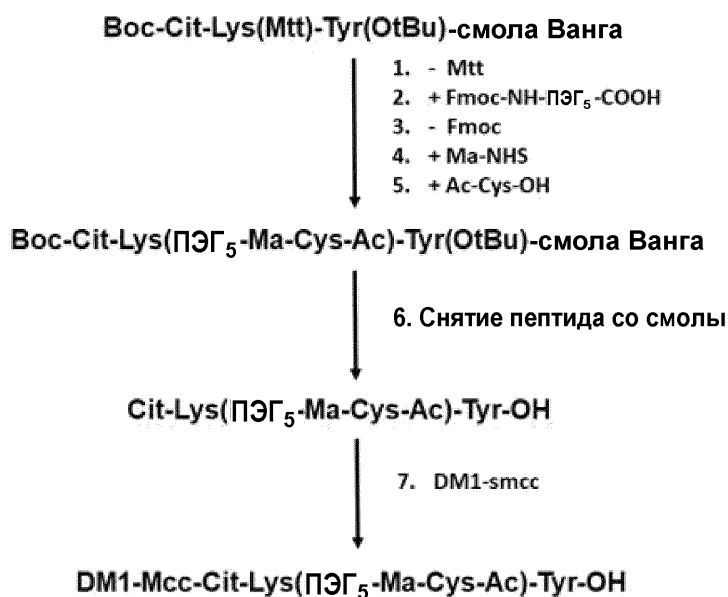 Boc-Cit-Lys(Mtt)-Tyr(OtBu)-смола Ванга
1. - Mtt
2. + Fmoc-NH-ПЭГ₅-COOH
3. - Fmoc
4. + Ma-NHS
5. + Ac-Cys-OH
Boc-Cit-Lys(ПЭГ₅-Ma-Cys-Ac)-Tyr(OtBu)-смола Ванга
6. Снятие пептида со смолы
Cit-Lys(ПЭГ₅-Ma-Cys-Ac)-Tyr-OH
7. DM1-smcc
DM1-Mcc-Cit-Lys(ПЭГ₅-Ma-Cys-Ac)-Tyr-OH